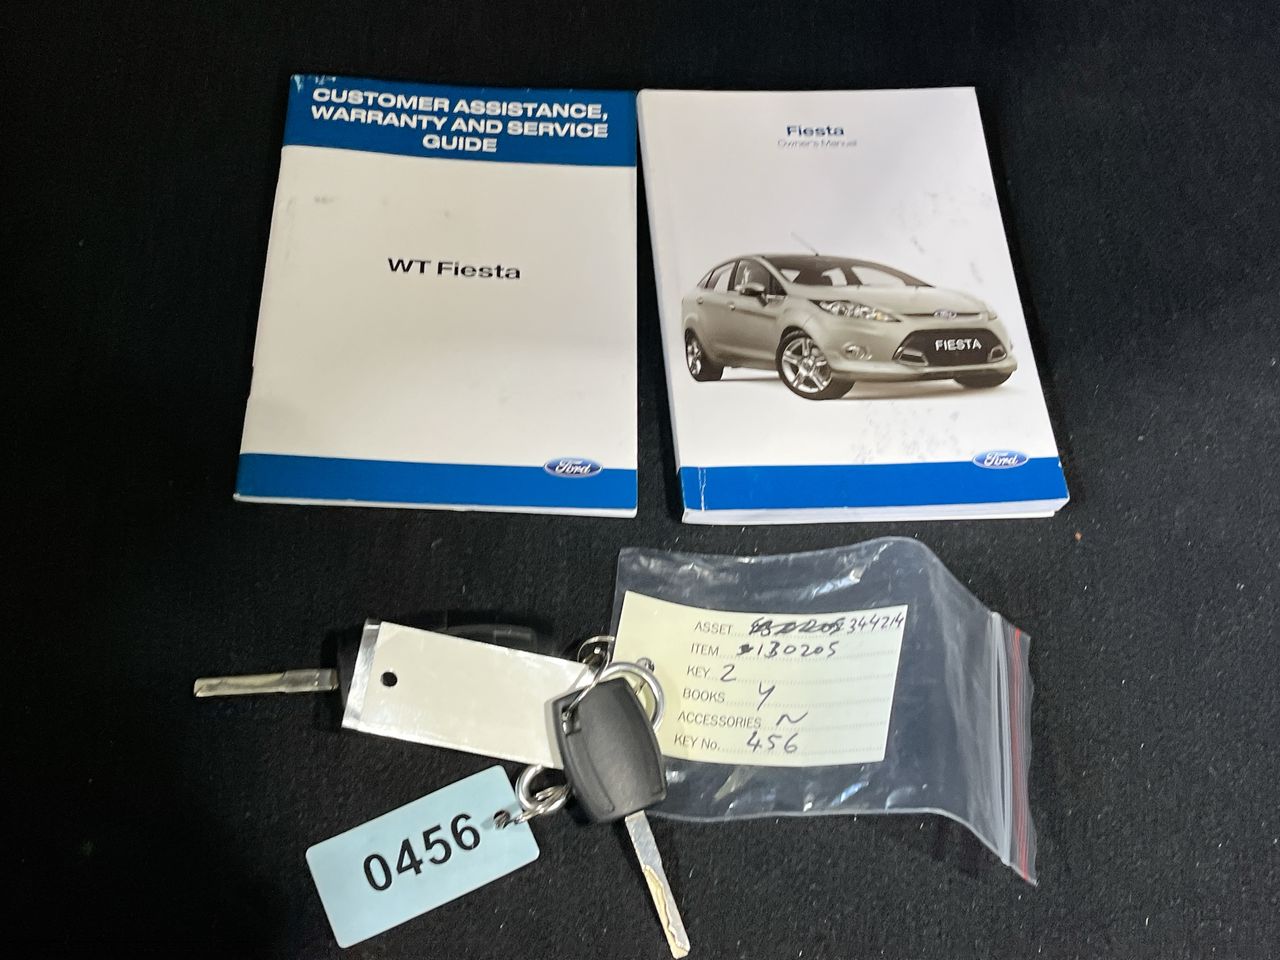 CUSTOMER ASSISTANCE,
WARRANTY AND SERVICE
GUIDE
WT Fiesta
Ford
Fiesta
Owner's Manual
FIESTA
Ford
ASSET 344214
ITEM 130205
KEY 2
BOOKS Y
ACCESSORIES N
KEY No. 456
0456